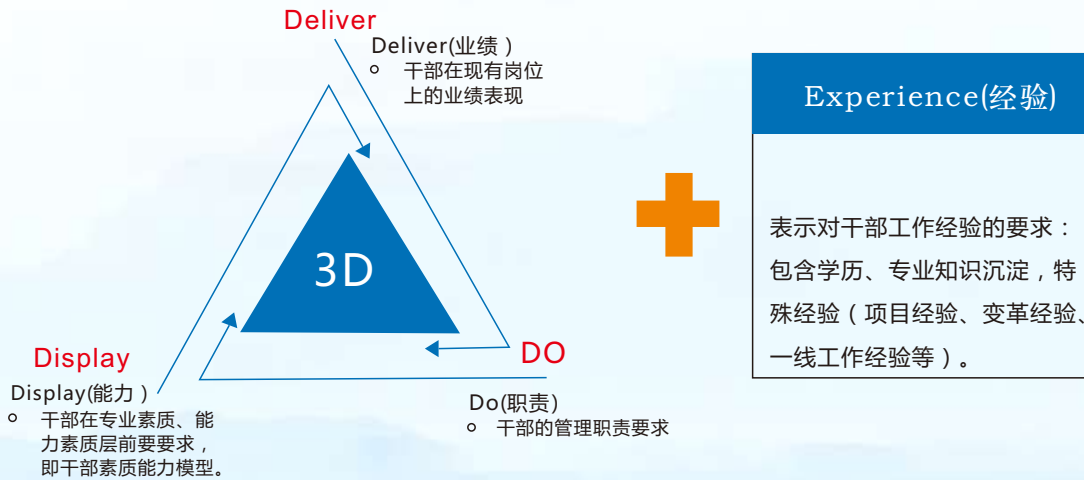 Deliver
Deliver(业绩）
干部在现有岗位
上的业绩表现
3D
Display
Display(能力）
干部在专业素质、能
力素质层前要要求，
即干部素质能力模型。
DO
Do(职责)
干部的管理职责要求
Experience(经验)
表示对干部工作经验的要求：
包含学历、专业知识沉淀，特
殊经验（项目经验、变革经验、
一线工作经验等）。